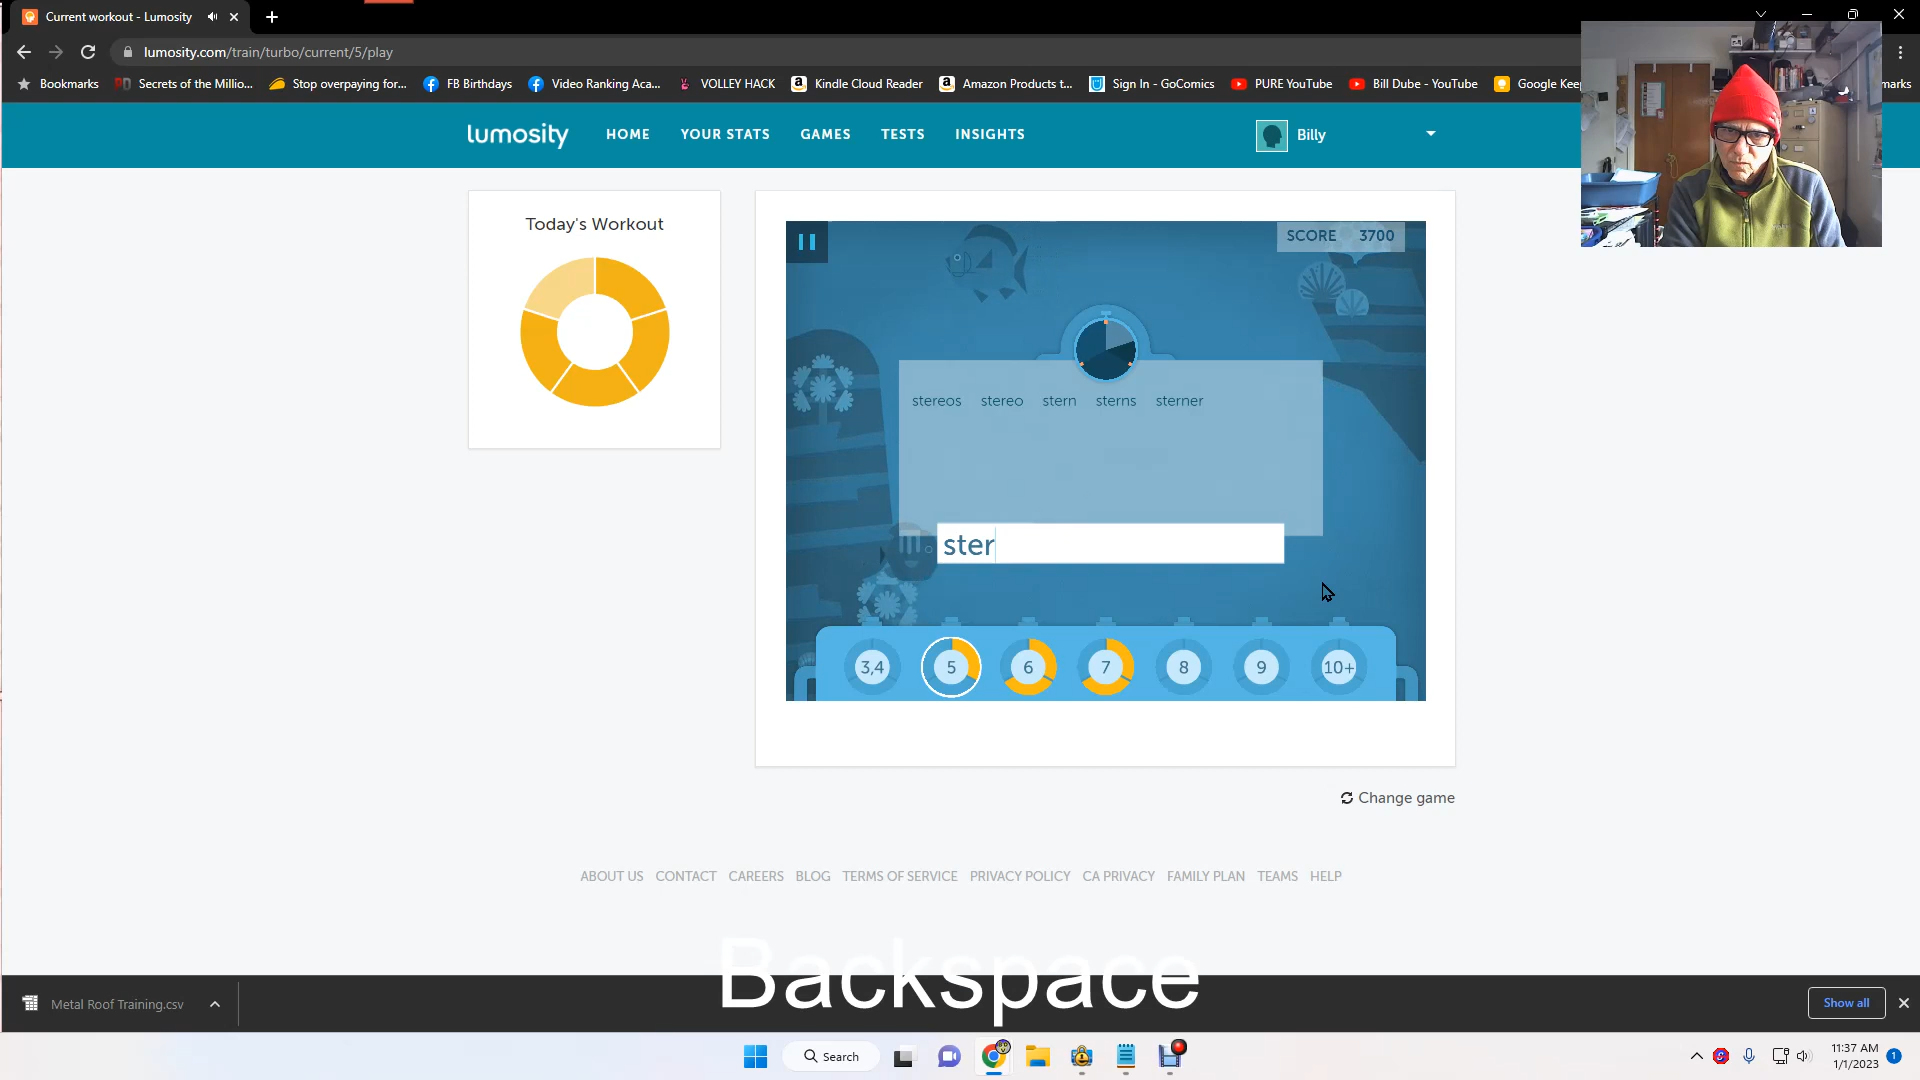 Current workout - Lumosity
lumosity.com/train/turbo/current/5/play
Bookmarks Secrets of the Millio... Stop overpaying for... FB Birthdays Video Ranking Aca... VOLLEY HACK Kindle Cloud Reader Amazon Products t... Sign In - GoComics PURE YouTube Bill Dube - YouTube Google Keep marks
lumosity HOME YOUR STATS GAMES TESTS INSIGHTS Billy
Today's Workout
SCORE 3700
stereos stereo stern sterns sterner
ster
3,4 5 6 7 8 9 10+
Change game
ABOUT US CONTACT CAREERS BLOG TERMS OF SERVICE PRIVACY POLICY CA PRIVACY FAMILY PLAN TEAMS HELP
Backspace
Metal Roof Training.csv Show all
Search
11:37 AM
1/1/2023 1